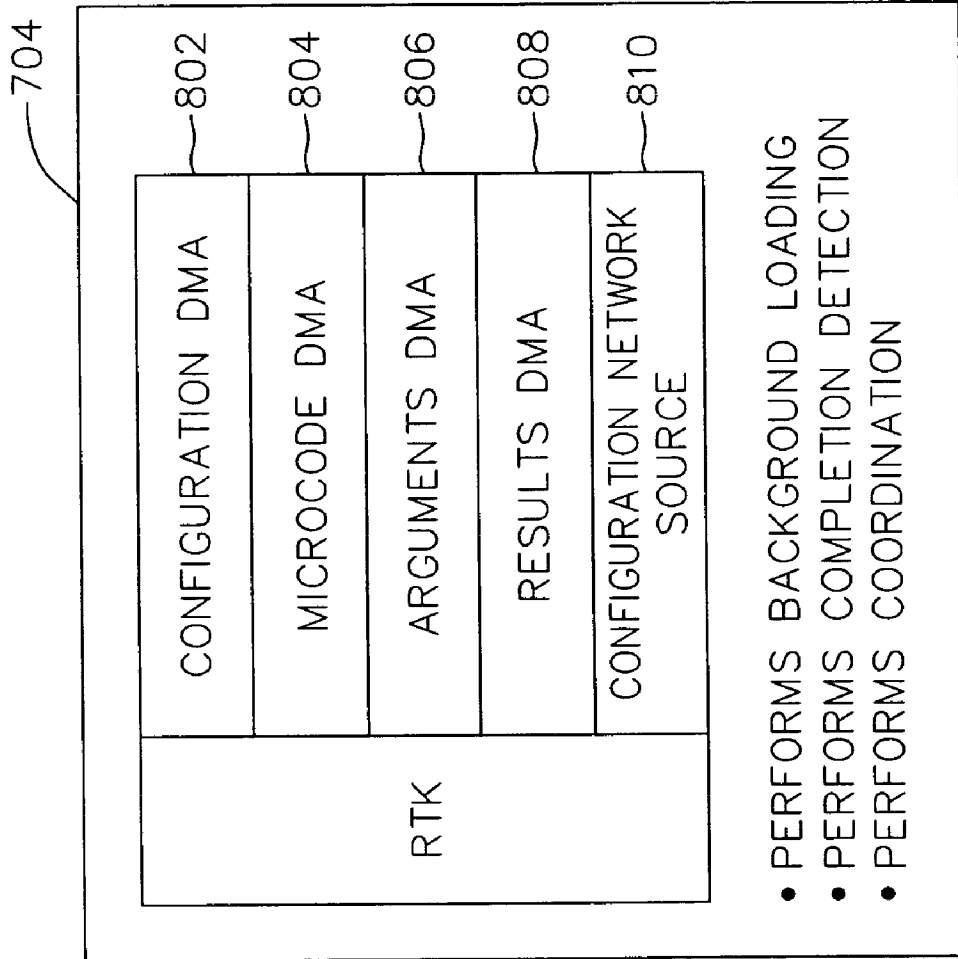 704
RTK
CONFIGURATION DMA
802
MICROCODE DMA
804
ARGUMENTS DMA
806
RESULTS DMA
808
CONFIGURATION NETWORK
SOURCE
810
• PERFORMS BACKGROUND LOADING
• PERFORMS COMPLETION DETECTION
• PERFORMS COORDINATION